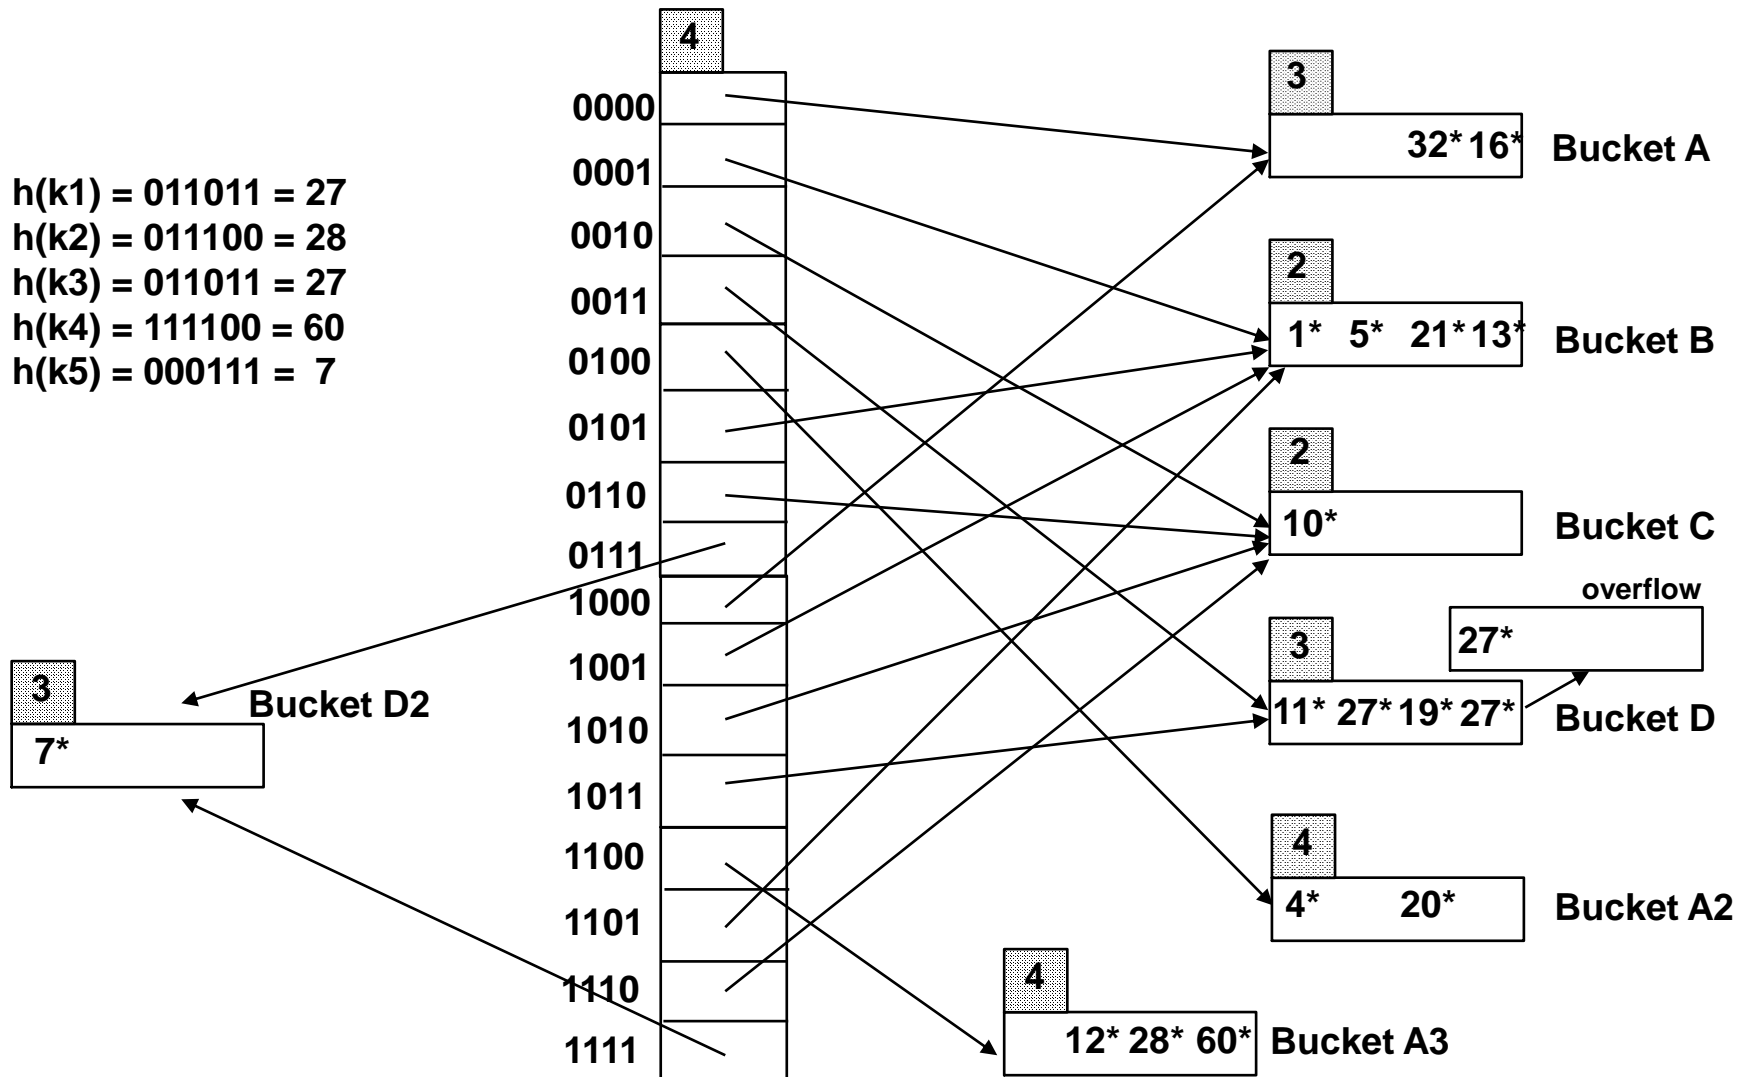 4
3
0000
32* 16*
Bucket A
0001
h(k1) = 011011 = 27
h(k2) = 011100 = 28
h(k3) = 011011 = 27
h(k4) = 111100 = 60
h(k5) = 000111 = 7
0010
2
0011
1* 5* 21* 13*
Bucket B
0100
0101
2
0110
10*
Bucket C
0111
overflow
1000
27*
1001
3
3
Bucket D2
11* 27* 19* 27*
Bucket D
1010
7*
1011
1100
4
4* 20*
Bucket A2
1101
4
1110
12* 28* 60*
Bucket A3
1111